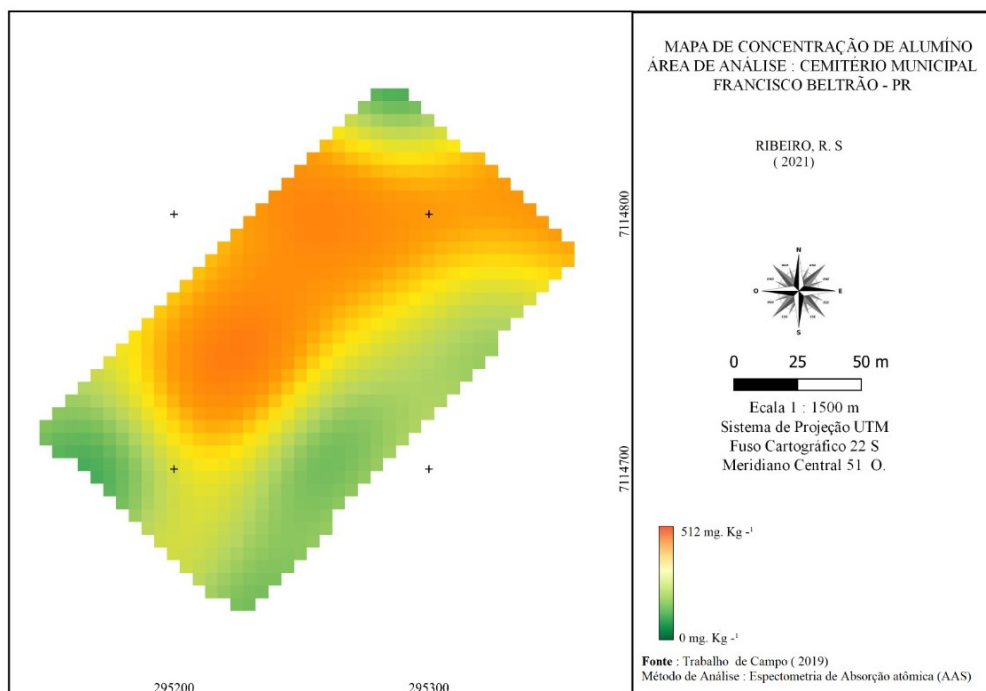 MAPA DE CONCENTRAÇÃO DE ALUMÍNO
ÁREA DE ANÁLISE : CEMITÉRIO MUNICIPAL
FRANCISCO BELTRÃO - PR
RIBEIRO, R. S
( 2021)
7114800
N
O
E
S
0 25 50 m
Ecala 1 : 1500 m
Sistema de Projeção UTM
Fuso Cartográfico 22 S
Meridiano Central 51 O.
7114700
512 mg. Kg -¹
0 mg. Kg -¹
Fonte : Trabalho de Campo ( 2019)
Método de Análise : Espectometria de Absorção atômica (AAS)
295200 295300